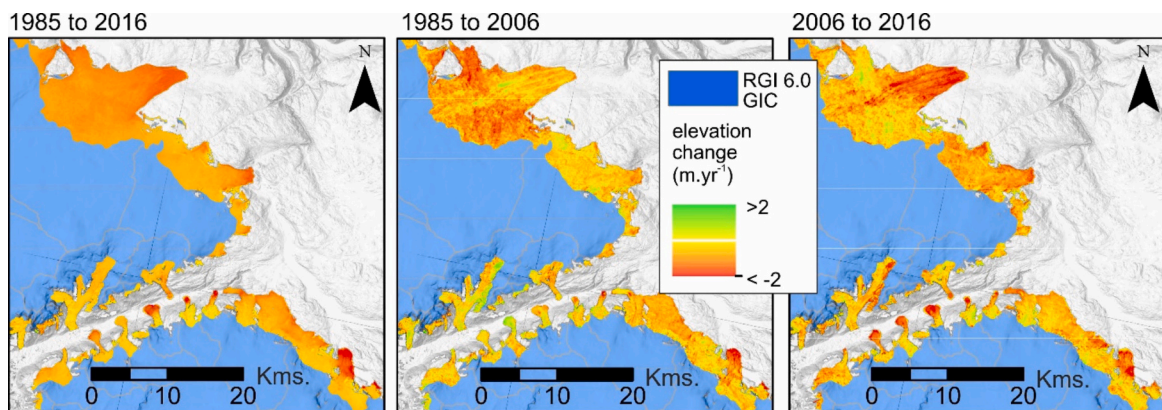 1985 to 2016
1985 to 2006
2006 to 2016
N
N
RGI 6.0
GIC
elevation
change
(m.yr⁻¹)
>2
< -2
0 10 20 Kms.
0 10 20 Kms.
0 10 20 Kms.